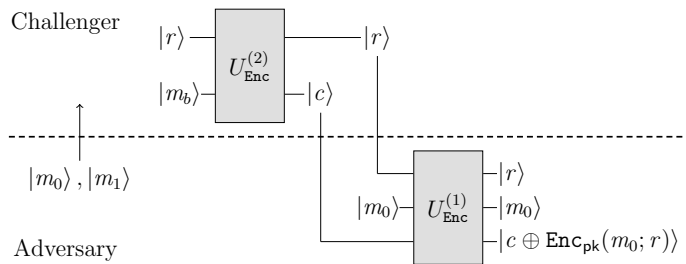 Challenger
|r⟩ U_Enc^(2) |r⟩
|m_b⟩ |c⟩
|m_0⟩ , |m_1⟩
|r⟩
|m_0⟩ U_Enc^(1) |m_0⟩
Adversary |c ⊕ Enc_pk(m_0; r)⟩